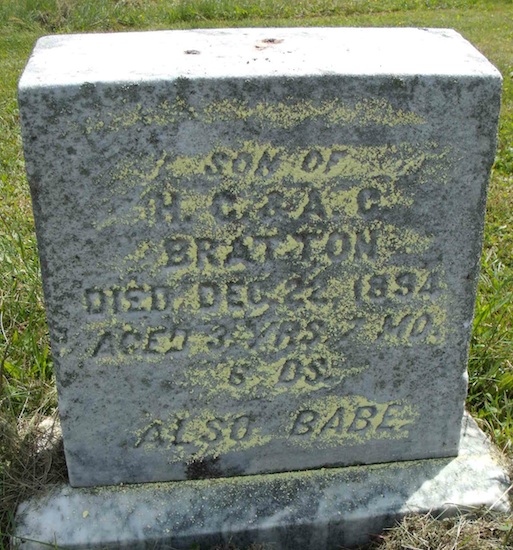 SON OF
H. C. & A. C.
BRATTON
DIED DEC. 22, 1894
AGED 3 YRS. 7 MO.
6 DS.
ALSO BABE